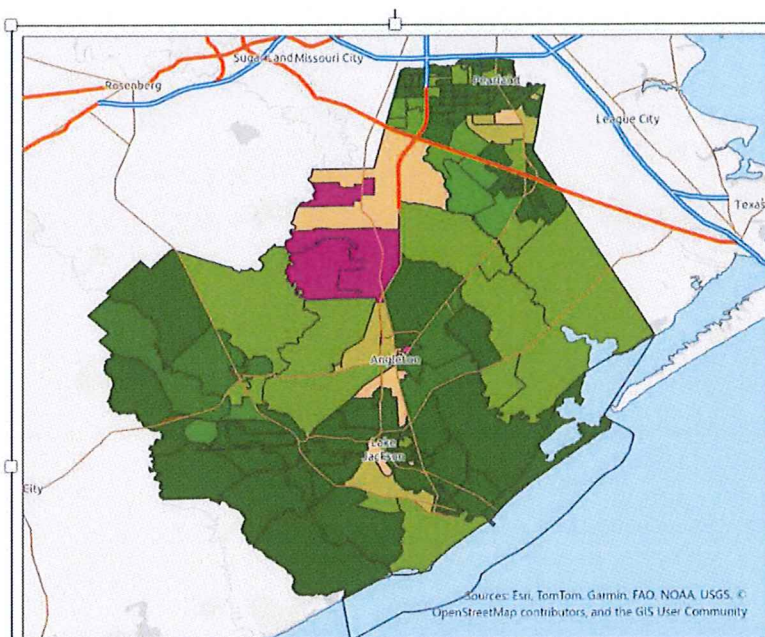 Sugar Land Missouri City
Pearland
Rosenberg
League City
Texas
Angleton
Lake
Jackson
City
Sources: Esri, TomTom, Garmin, FAO, NOAA, USGS, ©
OpenStreetMap contributors, and the GIS User Community